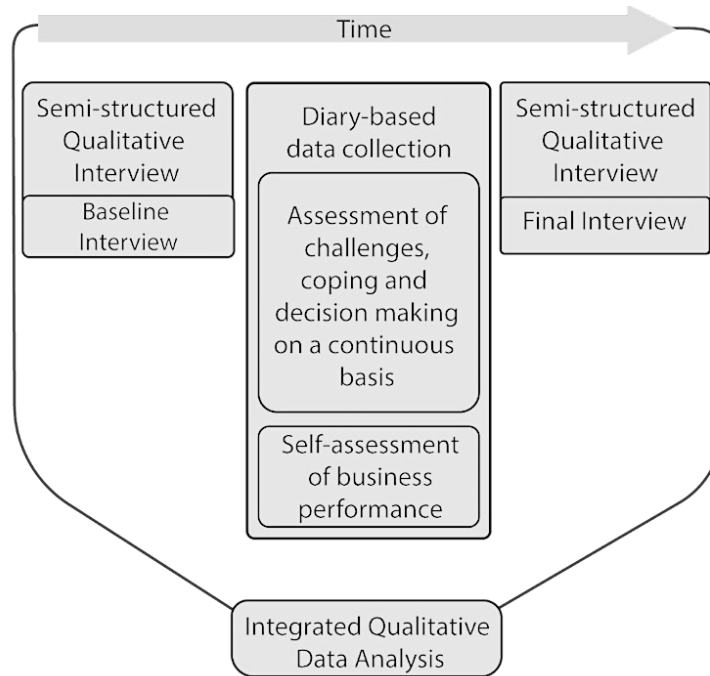 Time
Semi-structured
Qualitative
Interview
Baseline
Interview
Diary-based
data collection
Assessment of
challenges,
coping and
decision making
on a continuous
basis
Self-assessment
of business
performance
Semi-structured
Qualitative
Interview
Final Interview
Integrated Qualitative
Data Analysis